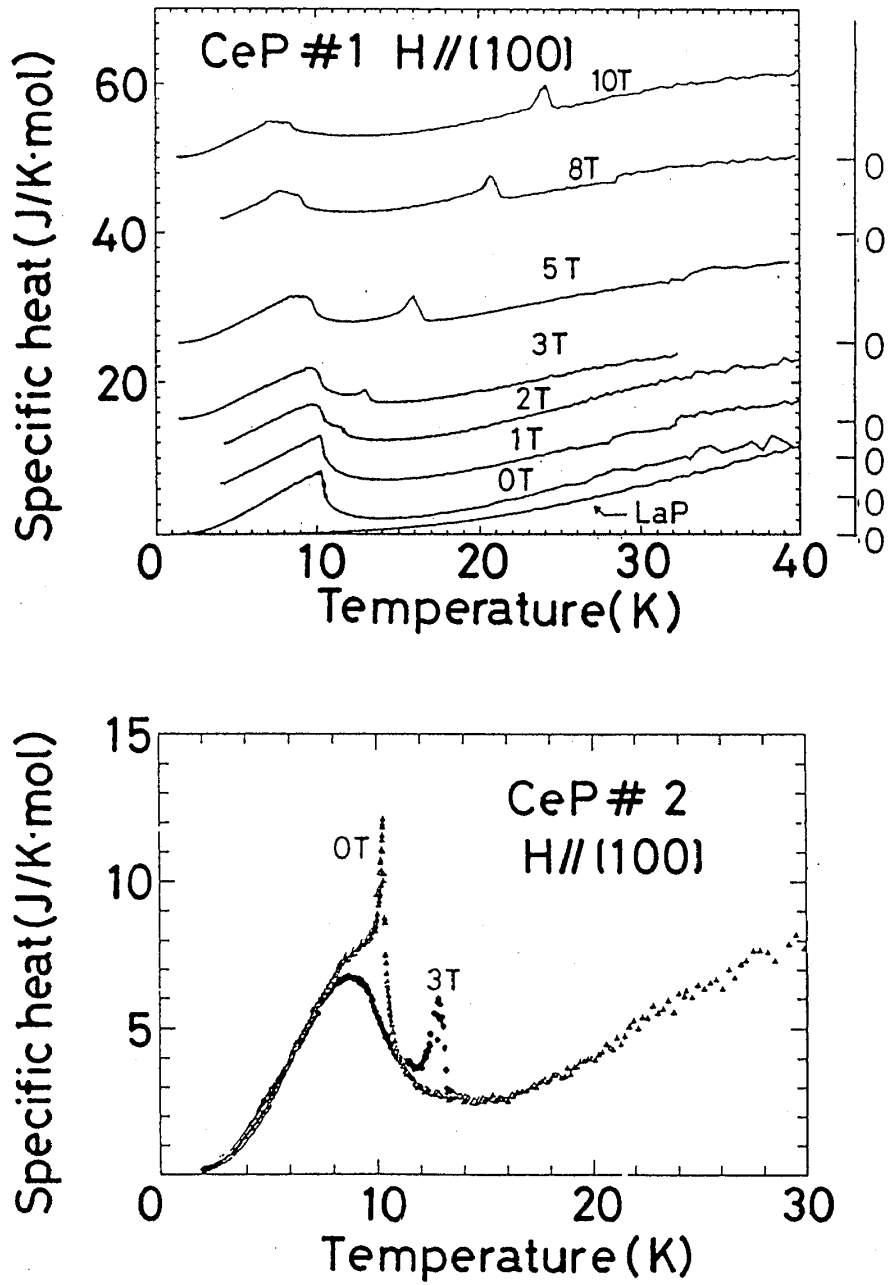 CeP #1 H//(100)
Specific heat (J/K·mol)
60
40
20
10T
8T
5T
3T
2T
1T
0T
LaP
0
0
0
0
0
0
0
0 10 20 30 40
Temperature(K)
CeP # 2
H//(100)
Specific heat (J/K·mol)
15
10
5
0T
3T
0 10 20 30
Temperature(K)